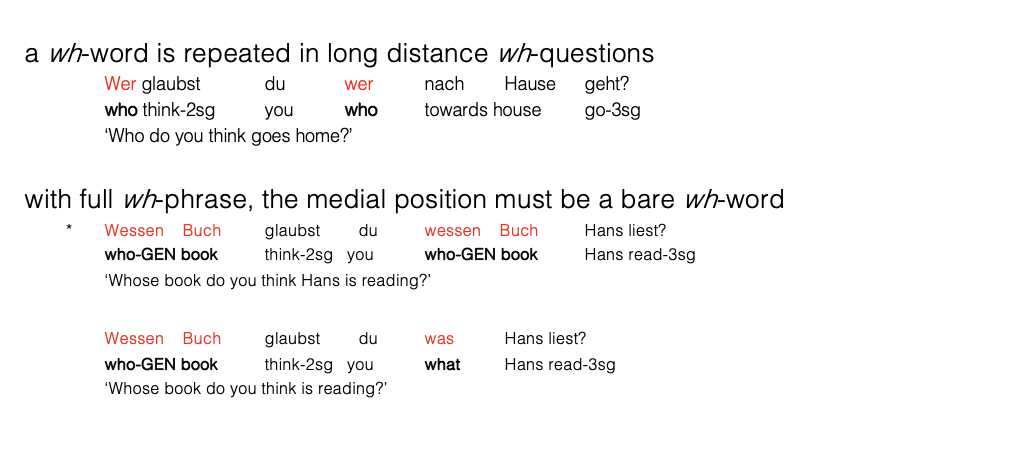 a wh-word is repeated in long distance wh-questions
Wer glaubst du wer nach Hause geht?
who think-2sg you who towards house go-3sg
‘Who do you think goes home?’
with full wh-phrase, the medial position must be a bare wh-word
* Wessen Buch glaubst du wessen Buch Hans liest?
who-GEN book think-2sg you who-GEN book Hans read-3sg
‘Whose book do you think Hans is reading?’
Wessen Buch glaubst du was Hans liest?
who-GEN book think-2sg you what Hans read-3sg
‘Whose book do you think is reading?’